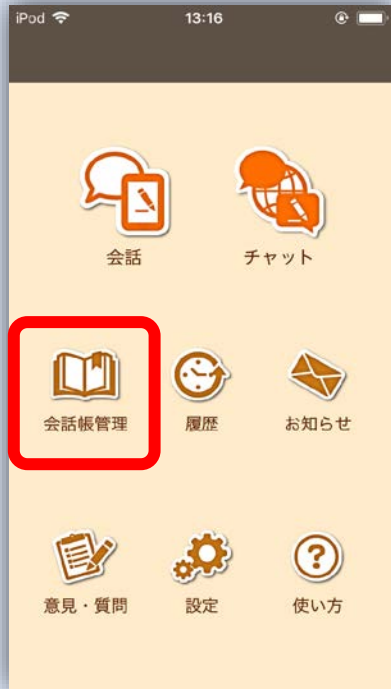 iPod 13:16
会話 チャット
会話帳管理 履歴 お知らせ
意見・質問 設定 使い方
?